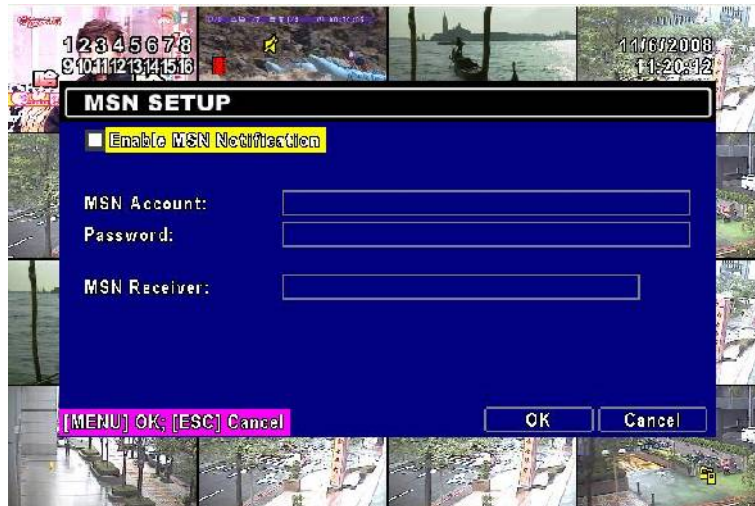 12345678
11/6/2008
910111213141516
11:20:42
MSN SETUP
Enable MSN Notification
MSN Account:
Password:
MSN Receiver:
[MENU] OK; [ESC] Cancel
OK
Cancel